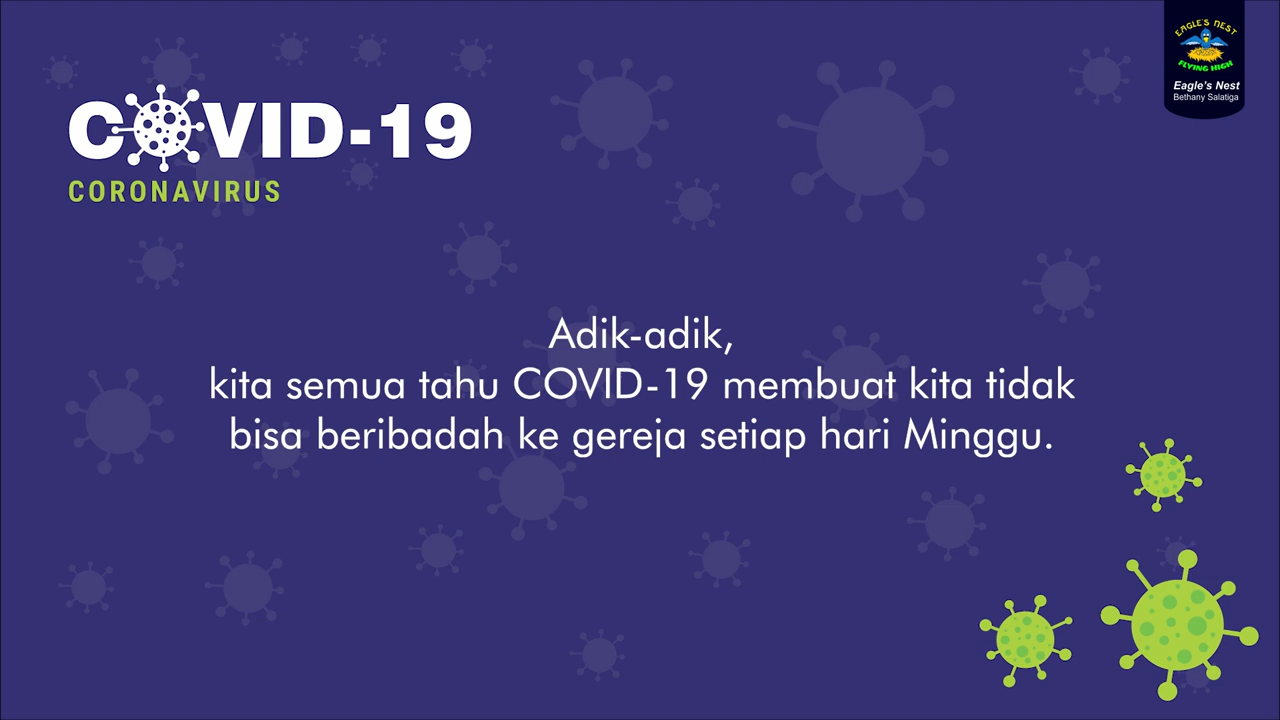 EAGLE'S NEST
FLYING HIGH
Eagle's Nest
Bethany Salatiga
COVID-19
CORONAVIRUS
Adik-adik,
kita semua tahu COVID-19 membuat kita tidak
bisa beribadah ke gereja setiap hari Minggu.